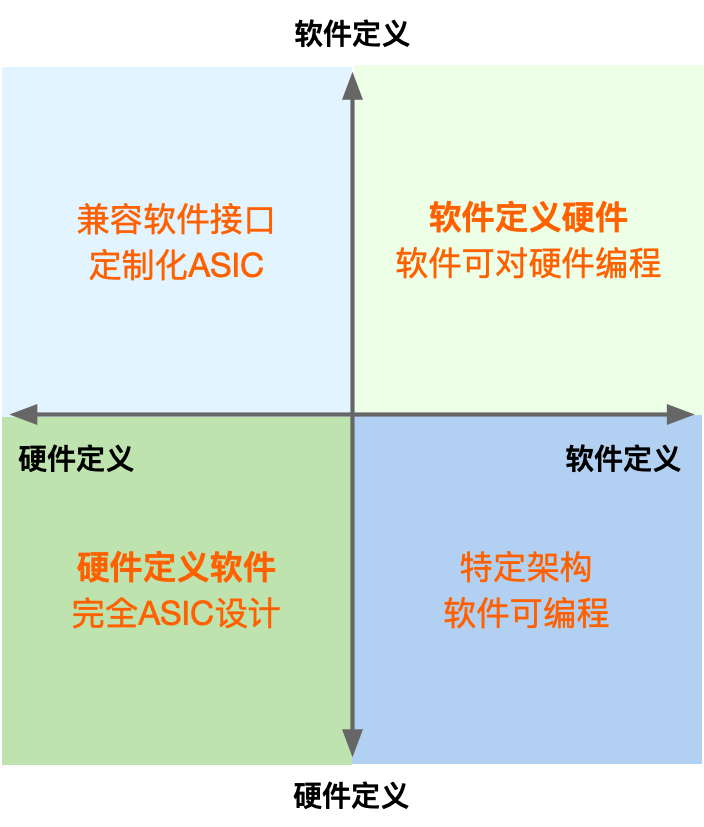 软件定义
兼容软件接口
定制化ASIC
软件定义硬件
软件可对硬件编程
硬件定义
软件定义
硬件定义软件
完全ASIC设计
特定架构
软件可编程
硬件定义